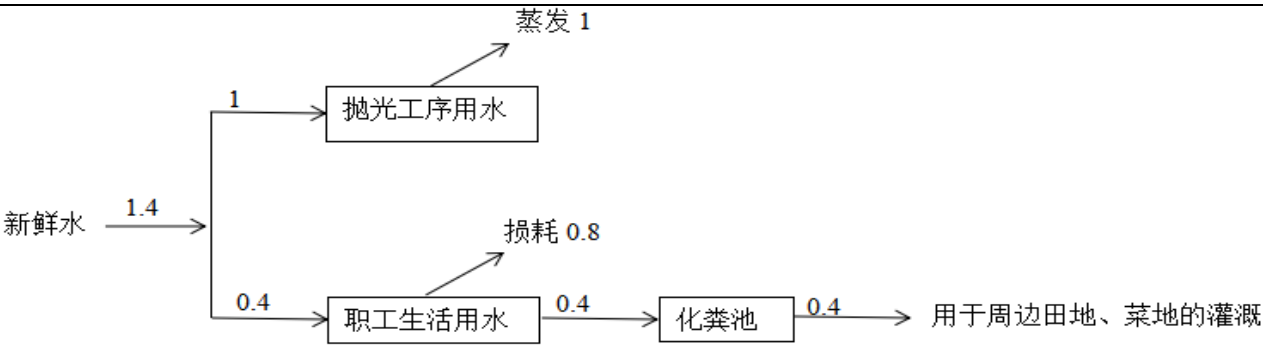 蒸发 1
1
抛光工序用水
新鲜水
1.4
损耗 0.8
0.4
职工生活用水
0.4
化粪池
0.4
用于周边田地、菜地的灌溉